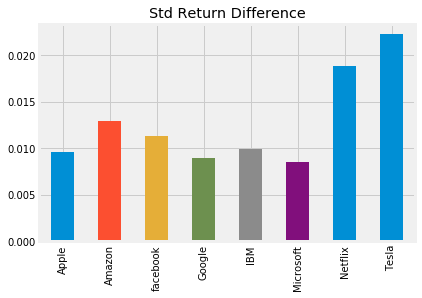 Std Return Difference
0.020
0.015
0.010
0.005
0.000
Apple
Amazon
facebook
Google
IBM
Microsoft
Netflix
Tesla